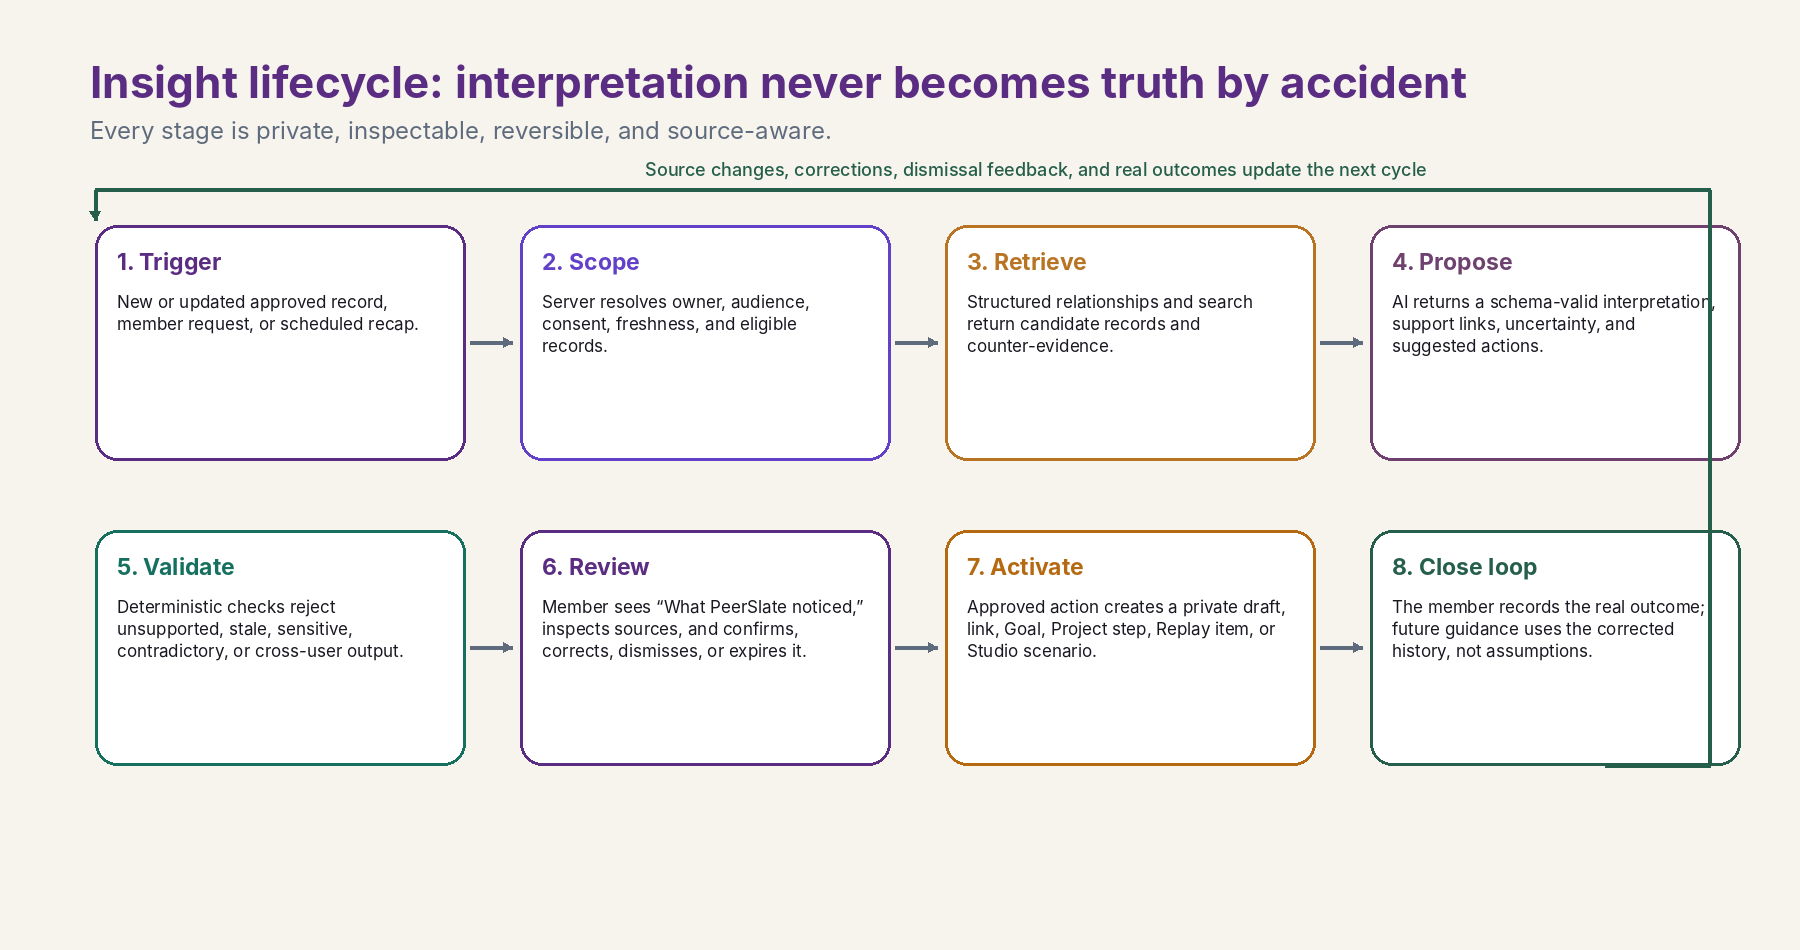 Insight lifecycle: interpretation never becomes truth by accident
Every stage is private, inspectable, reversible, and source-aware.
Source changes, corrections, dismissal feedback, and real outcomes update the next cycle
1. Trigger
New or updated approved record,
member request, or scheduled recap.
2. Scope
Server resolves owner, audience,
consent, freshness, and eligible
records.
3. Retrieve
Structured relationships and search
return candidate records and
counter-evidence.
4. Propose
AI returns a schema-valid interpretation,
support links, uncertainty, and
suggested actions.
5. Validate
Deterministic checks reject
unsupported, stale, sensitive,
contradictory, or cross-user output.
6. Review
Member sees “What PeerSlate noticed,”
inspects sources, and confirms,
corrects, dismisses, or expires it.
7. Activate
Approved action creates a private draft,
link, Goal, Project step, Replay item, or
Studio scenario.
8. Close loop
The member records the real outcome;
future guidance uses the corrected
history, not assumptions.